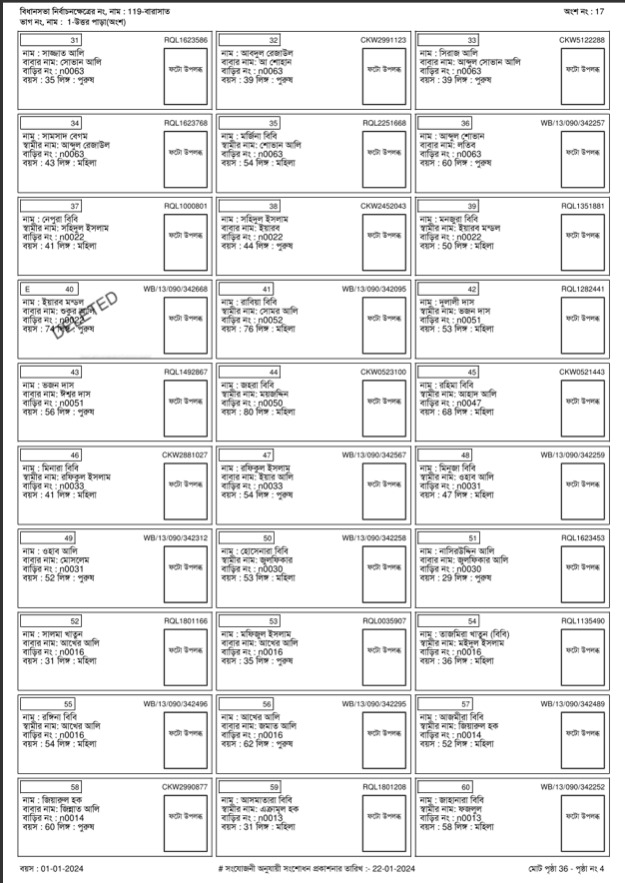 বিধানসভা নির্বাচনক্ষেত্রের নং, নাম : 119-বারাসাত
অংশ নং : 17
ভাগ নং, নাম : 1-উত্তর পাড়া(অংশ)
31 RQL1623586
নাম : সাজ্জাত আলি
বাবার নাম: সোভান আলি
বাড়ির নং : n0063
বয়স : 35 লিঙ্গ : পুরুষ
ফটো উপলব্ধ
32 CKW2991123
নাম : আবদুল রেজাউল
বাবার নাম: আ শোহান
বাড়ির নং : n0063
বয়স : 39 লিঙ্গ : পুরুষ
ফটো উপলব্ধ
33 CKW5122288
নাম : সিরাজ আলি
বাবার নাম: আব্দুল সোভান আলি
বাড়ির নং : n0063
বয়স : 39 লিঙ্গ : পুরুষ
ফটো উপলব্ধ
34 RQL1623768
নাম : সামসাদ বেগম
স্বামীর নাম: আব্দুল রেজাউল
বাড়ির নং : n0063
বয়স : 43 লিঙ্গ : মহিলা
ফটো উপলব্ধ
35 RQL2251668
নাম : মর্জিনা বিবি
স্বামীর নাম: শোভান আলি
বাড়ির নং : n0063
বয়স : 54 লিঙ্গ : মহিলা
ফটো উপলব্ধ
36 WB/13/090/342257
নাম : আব্দুল শোভান
বাবার নাম: লতিব
বাড়ির নং : n0063
বয়স : 60 লিঙ্গ : পুরুষ
ফটো উপলব্ধ
37 RQL1000801
নাম : নেপুরা বিবি
স্বামীর নাম: সহিদুল ইসলাম
বাড়ির নং : n0022
বয়স : 41 লিঙ্গ : মহিলা
ফটো উপলব্ধ
38 CKW2452043
নাম : সহিদুল ইসলাম
বাবার নাম: ইয়ারব
বাড়ির নং : n0022
বয়স : 44 লিঙ্গ : পুরুষ
ফটো উপলব্ধ
39 RQL1351881
নাম : মনজুরা বিবি
স্বামীর নাম: ইয়ারব মন্ডল
বাড়ির নং : n0022
বয়স : 50 লিঙ্গ : মহিলা
ফটো উপলব্ধ
E 40 WB/13/090/342668
নাম : ইয়ারব মন্ডল
বাবার নাম: শুকুর আলি
বাড়ির নং : n0022
বয়স : 74 লিঙ্গ : পুরুষ
DELETED
ফটো উপলব্ধ
41 WB/13/090/342095
নাম : রাবিয়া বিবি
স্বামীর নাম: সোমর আলি
বাড়ির নং : n0052
বয়স : 76 লিঙ্গ : মহিলা
ফটো উপলব্ধ
42 RQL1282441
নাম : দুলালী দাস
স্বামীর নাম: ভজন দাস
বাড়ির নং : n0051
বয়স : 53 লিঙ্গ : মহিলা
ফটো উপলব্ধ
43 RQL1492867
নাম : ভজন দাস
বাবার নাম: ঈশ্বর দাস
বাড়ির নং : n0051
বয়স : 56 লিঙ্গ : পুরুষ
ফটো উপলব্ধ
44 CKW0523100
নাম : জহুরা বিবি
স্বামীর নাম: ময়জদ্দিন
বাড়ির নং : n0050
বয়স : 80 লিঙ্গ : মহিলা
ফটো উপলব্ধ
45 CKW0521443
নাম : রহিমা বিবি
স্বামীর নাম: আহাদ আলি
বাড়ির নং : n0047
বয়স : 68 লিঙ্গ : মহিলা
ফটো উপলব্ধ
46 CKW2881027
নাম : মিনারা বিবি
স্বামীর নাম: রফিকুল ইসলাম
বাড়ির নং : n0033
বয়স : 41 লিঙ্গ : মহিলা
ফটো উপলব্ধ
47 WB/13/090/342567
নাম : রফিকুল ইসলাম
বাবার নাম: ইয়ার আলি
বাড়ির নং : n0033
বয়স : 54 লিঙ্গ : পুরুষ
ফটো উপলব্ধ
48 WB/13/090/342259
নাম : মিনুজা বিবি
স্বামীর নাম: ওহাব আলি
বাড়ির নং : n0031
বয়স : 47 লিঙ্গ : মহিলা
ফটো উপলব্ধ
49 WB/13/090/342312
নাম : ওহাব আলি
বাবার নাম: মোসলেম
বাড়ির নং : n0031
বয়স : 52 লিঙ্গ : পুরুষ
ফটো উপলব্ধ
50 WB/13/090/342258
নাম : হোসেনারা বিবি
স্বামীর নাম: জুলফিকার
বাড়ির নং : n0030
বয়স : 53 লিঙ্গ : মহিলা
ফটো উপলব্ধ
51 RQL1623453
নাম : নাসিরউদ্দিন আলি
বাবার নাম: জুলফিকার আলি
বাড়ির নং : n0030
বয়স : 29 লিঙ্গ : পুরুষ
ফটো উপলব্ধ
52 RQL1801166
নাম : সালমা খাতুন
বাবার নাম: আখের আলি
বাড়ির নং : n0016
বয়স : 31 লিঙ্গ : মহিলা
ফটো উপলব্ধ
53 RQL0035907
নাম : মফিজুল ইসলাম
বাবার নাম: আখের আলি
বাড়ির নং : n0016
বয়স : 35 লিঙ্গ : পুরুষ
ফটো উপলব্ধ
54 RQL1135490
নাম : তাজমিরা খাতুন (বিবি)
স্বামীর নাম: মইদুল ইসলাম
বাড়ির নং : n0016
বয়স : 36 লিঙ্গ : মহিলা
ফটো উপলব্ধ
55 WB/13/090/342496
নাম : রঙ্গিনা বিবি
স্বামীর নাম: আখের আলি
বাড়ির নং : n0016
বয়স : 54 লিঙ্গ : মহিলা
ফটো উপলব্ধ
56 WB/13/090/342295
নাম : আখের আলি
বাবার নাম: জমাত আলি
বাড়ির নং : n0016
বয়স : 62 লিঙ্গ : পুরুষ
ফটো উপলব্ধ
57 WB/13/090/342489
নাম : আজমীরা বিবি
স্বামীর নাম: জিয়ারুল হক
বাড়ির নং : n0014
বয়স : 52 লিঙ্গ : মহিলা
ফটো উপলব্ধ
58 CKW2990877
নাম : জিয়ারুল হক
বাবার নাম: জিন্নাত আলি
বাড়ির নং : n0014
বয়স : 60 লিঙ্গ : পুরুষ
ফটো উপলব্ধ
59 RQL1801208
নাম : আসমাতারা বিবি
স্বামীর নাম: এক্রামুল হক
বাড়ির নং : n0013
বয়স : 31 লিঙ্গ : মহিলা
ফটো উপলব্ধ
60 WB/13/090/342252
নাম : জাহানারা বিবি
স্বামীর নাম: ফজলুল
বাড়ির নং : n0013
বয়স : 58 লিঙ্গ : মহিলা
ফটো উপলব্ধ
বয়স : 01-01-2024
# সংযোজনী অনুযায়ী সংশোধন প্রকাশনার তারিখ :- 22-01-2024
মোট পৃষ্ঠা 36 - পৃষ্ঠা নং 4